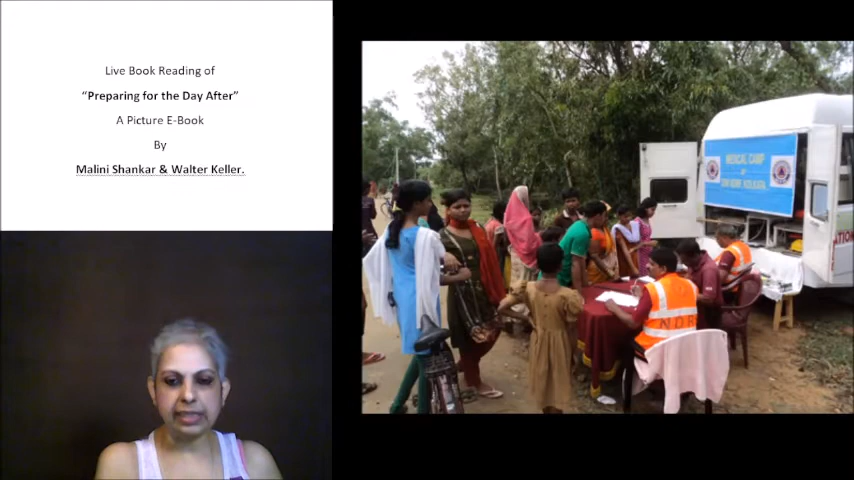 Live Book Reading of
“Preparing for the Day After”
A Picture E-Book
By
Malini Shankar & Walter Keller.
MEDICAL CAMP
KOLKATA
NDRF